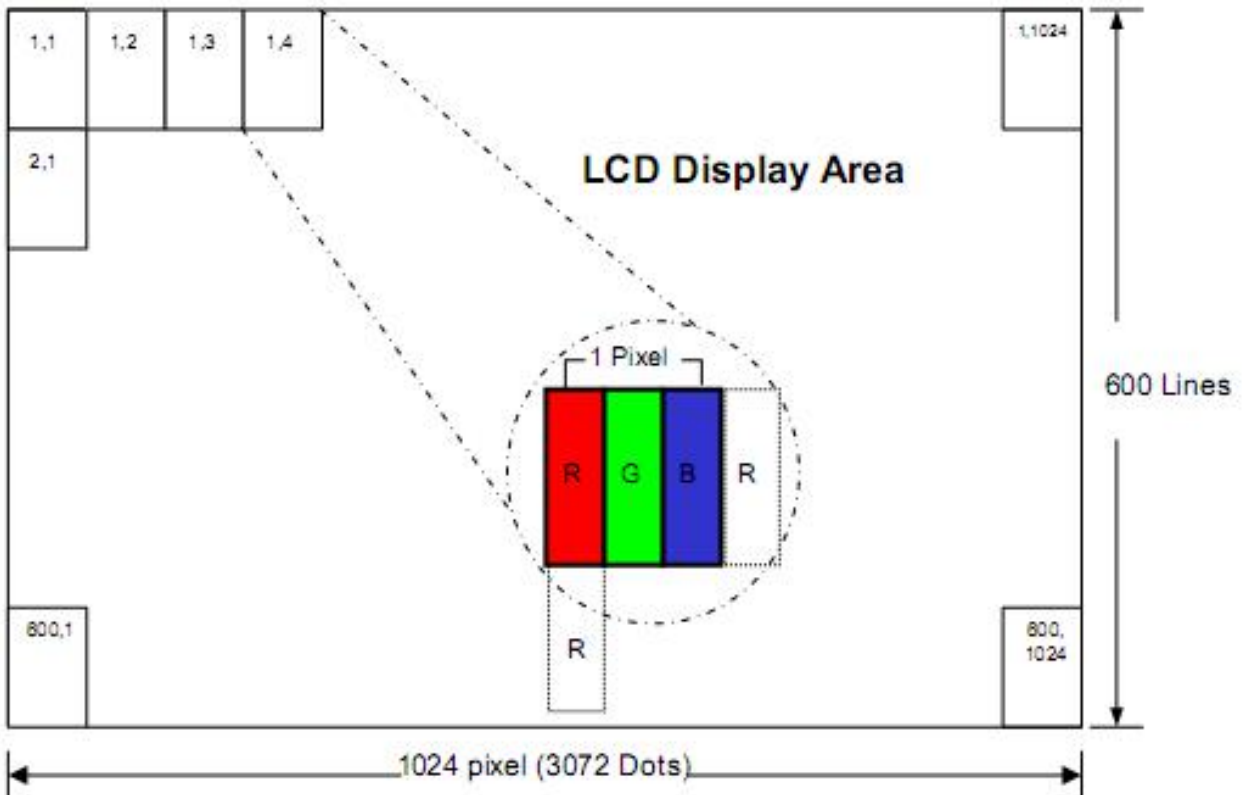 1,1 1,2 1,3 1,4 1,1024
2,1
LCD Display Area
1 Pixel
600 Lines
R G B R
R
600,1
600,
1024
1024 pixel (3072 Dots)